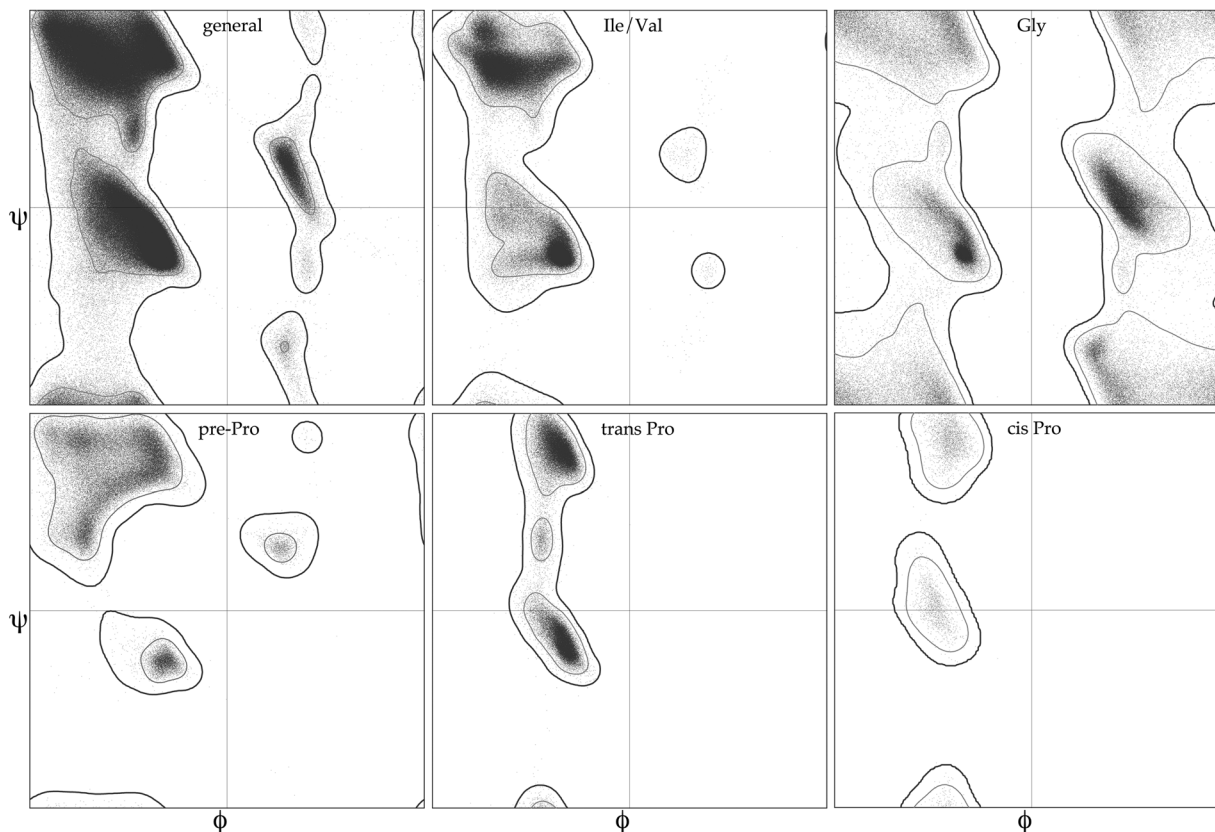 general
Ile/Val
Gly
ψ
pre-Pro
trans Pro
cis Pro
ψ
ϕ
ϕ
ϕ